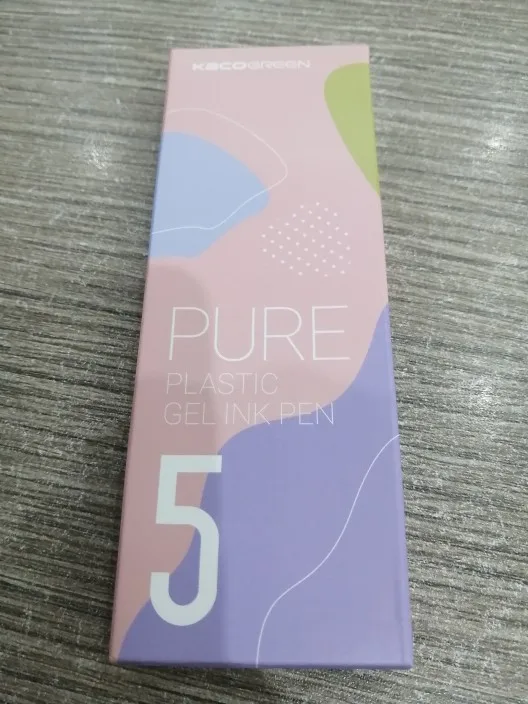 KACOGREEN
PURE
PLASTIC
GEL INK PEN
5